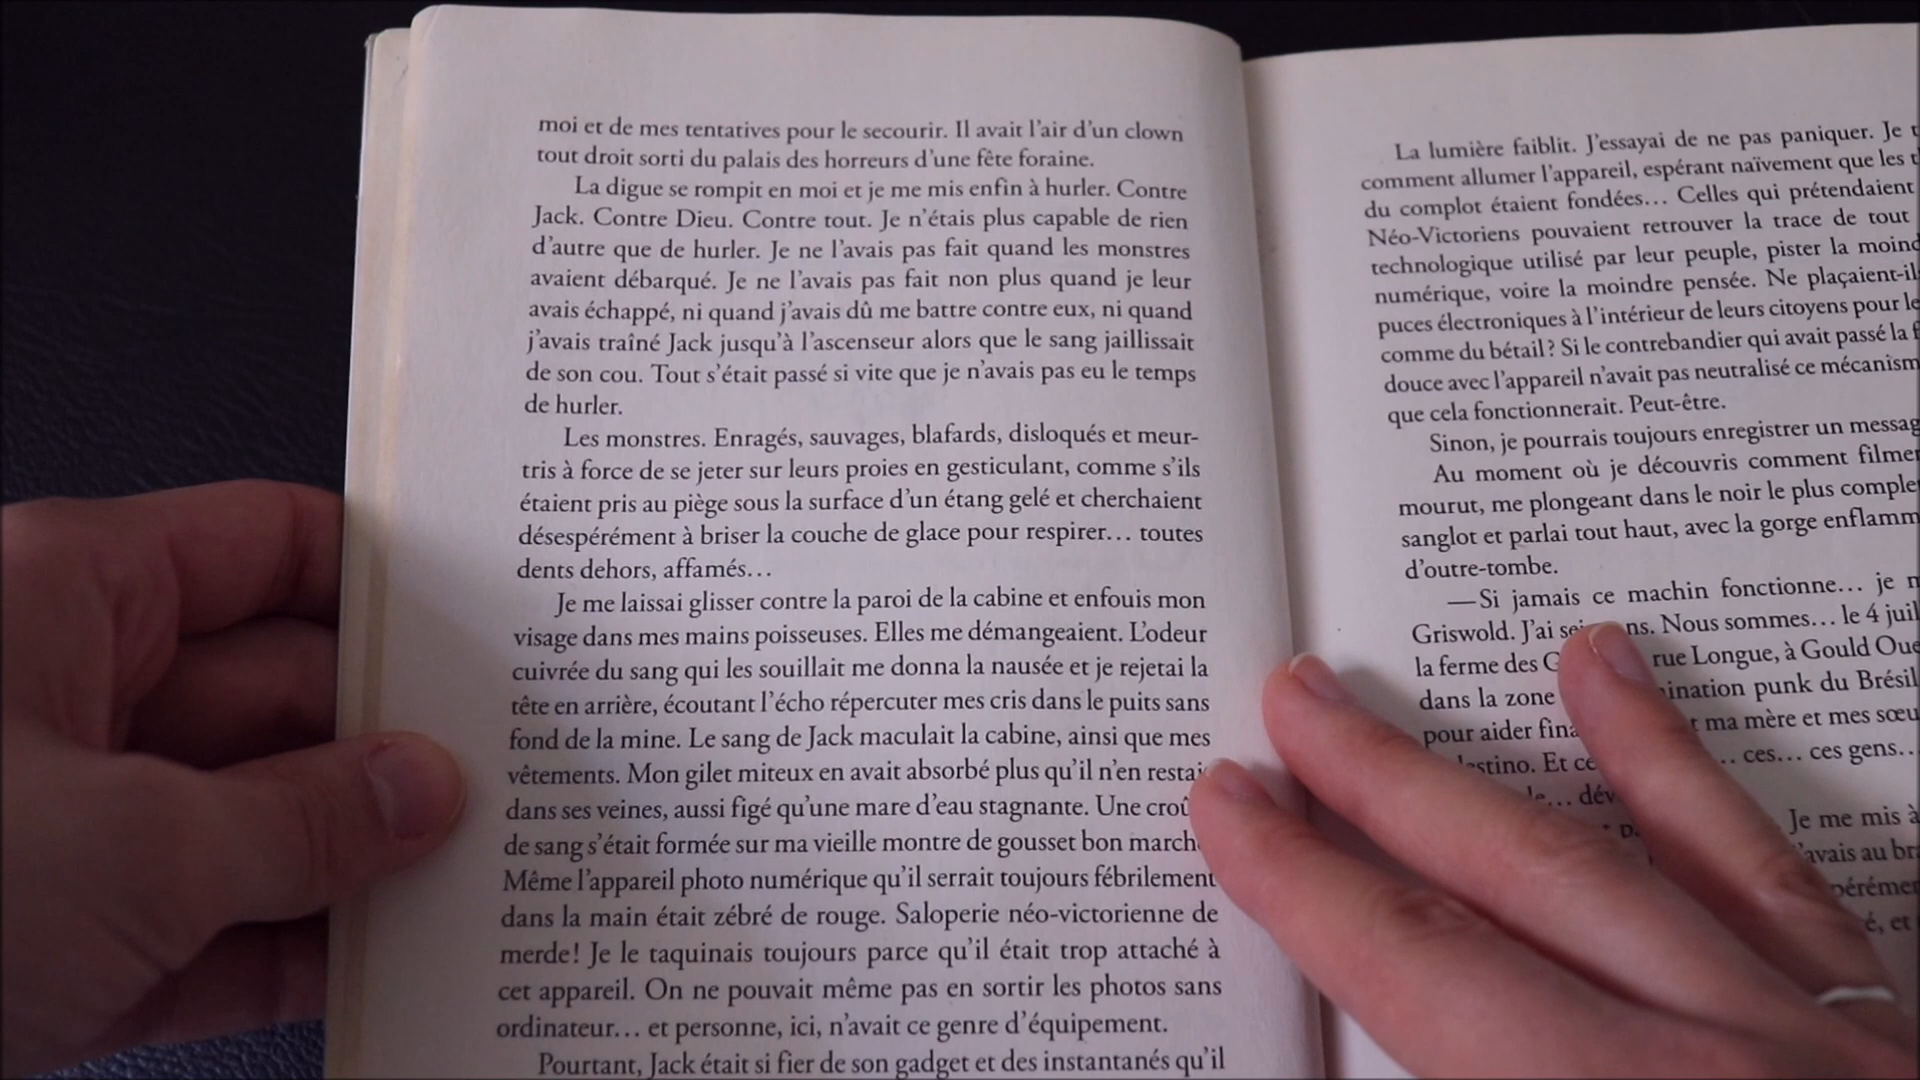 moi et de mes tentatives pour le secourir. Il avait l'air d'un clown
tout droit sorti du palais des horreurs d'une fête foraine.
La digue se rompit en moi et je me mis enfin à hurler. Contre
Jack. Contre Dieu. Contre tout. Je n'étais plus capable de rien
d'autre que de hurler. Je ne l'avais pas fait quand les monstres
avaient débarqué. Je ne l'avais pas fait non plus quand je leur
avais échappé, ni quand j'avais dû me battre contre eux, ni quand
j'avais traîné Jack jusqu'à l'ascenseur alors que le sang jaillissait
de son cou. Tout s'était passé si vite que je n'avais pas eu le temps
de hurler.
Les monstres. Enragés, sauvages, blafards, disloqués et meur-
tris à force de se jeter sur leurs proies en gesticulant, comme s'ils
étaient pris au piège sous la surface d'un étang gelé et cherchaient
désespérément à briser la couche de glace pour respirer... toutes
dents dehors, affamés...
Je me laissai glisser contre la paroi de la cabine et enfouis mon
visage dans mes mains poisseuses. Elles me démangeaient. L'odeur
cuivrée du sang qui les souillait me donna la nausée et je rejetai la
tête en arrière, écoutant l'écho répercuter mes cris dans le puits sans
fond de la mine. Le sang de Jack maculait la cabine, ainsi que mes
vêtements. Mon gilet miteux en avait absorbé plus qu'il n'en
dans ses veines, aussi figé qu'une mare d'eau stagnante. Une
de sang s'était formée sur ma vieille montre de gousset bon
Même l'appareil photo numérique qu'il serrait toujours fébrilement
dans la main était zébré de rouge. Saloperie néo-victorienne de
merde! Je le taquinais toujours parce qu'il était trop attaché à
cet appareil. On ne pouvait même pas en sortir les photos sans
ordinateur... et personne, ici, n'avait ce genre d'équipement.
Pourtant, Jack était si fier de son gadget et des instantanés qu'il
La lumière faiblit. J'essayai de ne pas paniquer. Je
comment allumer l'appareil, espérant naïvement que les
du complot étaient fondées... Celles qui prétendaient
Néo-Victoriens pouvaient retrouver la trace de tout
technologique utilisé par leur peuple, pister la
numérique, voire la moindre pensée. Ne
puces électroniques à l'intérieur de leurs citoyens pour
comme du bétail? Si le contrebandier qui avait passé la
douce avec l'appareil n'avait pas neutralisé ce
que cela fonctionnerait. Peut-être.
Sinon, je pourrais toujours enregistrer un
Au moment où je découvris comment
mourut, me plongeant dans le noir le plus
sanglot et parlai tout haut, avec la gorge
d'outre-tombe.
—Si jamais ce machin fonctionne... je
Griswold. J'ai Nous sommes... le 4
la ferme des rue Longue, à Gould
dans la zone punk du
pour aider ma mère et mes
Et ces... ces gens...
Je me mis à
au
et